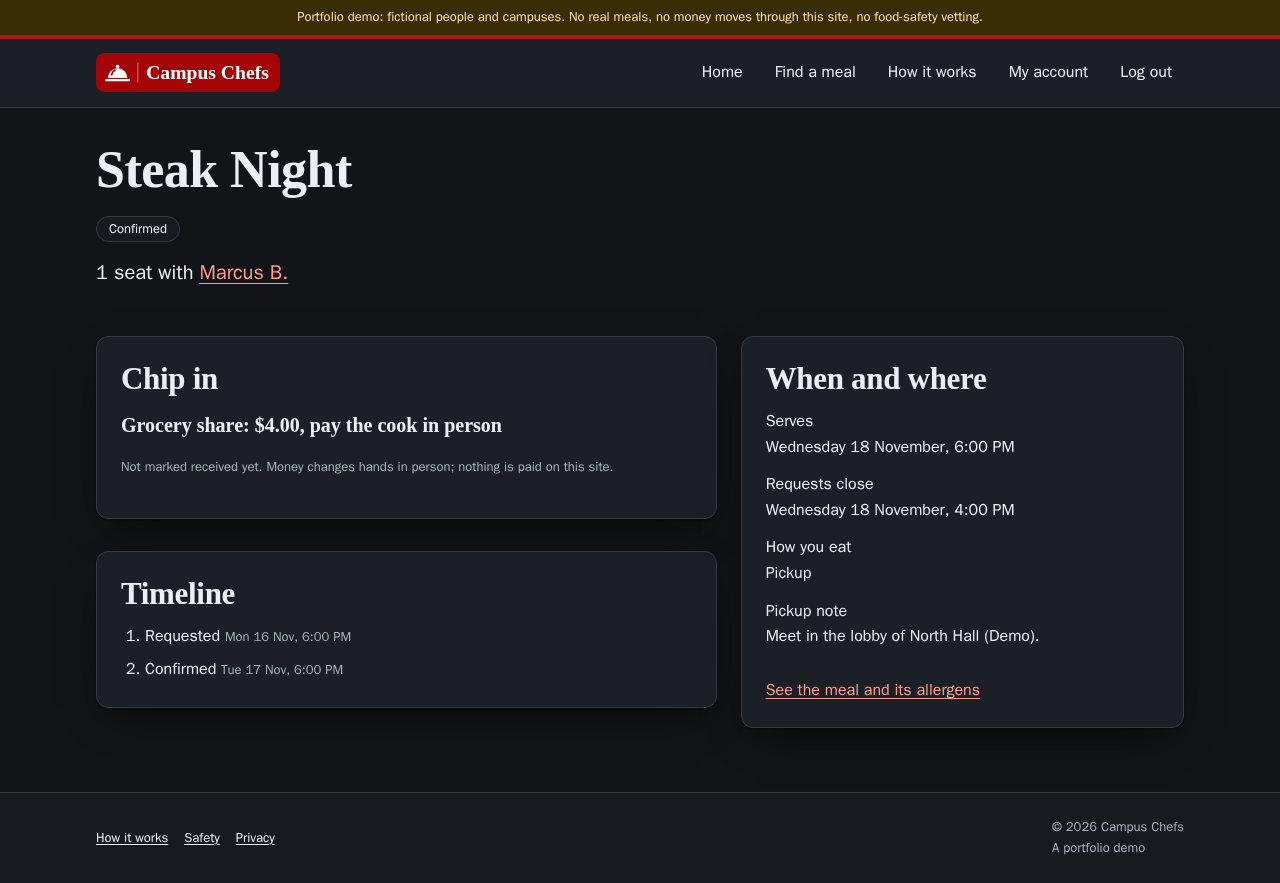 Portfolio demo: fictional people and campuses. No real meals, no money moves through this site, no food-safety vetting.
Campus Chefs
Home
Find a meal
How it works
My account
Log out
Steak Night
Confirmed
1 seat with Marcus B.
Chip in
Grocery share: $4.00, pay the cook in person
Not marked received yet. Money changes hands in person; nothing is paid on this site.
Timeline
1. Requested Mon 16 Nov, 6:00 PM
2. Confirmed Tue 17 Nov, 6:00 PM
When and where
Serves
Wednesday 18 November, 6:00 PM
Requests close
Wednesday 18 November, 4:00 PM
How you eat
Pickup
Pickup note
Meet in the lobby of North Hall (Demo).
See the meal and its allergens
How it works
Safety
Privacy
© 2026 Campus Chefs
A portfolio demo